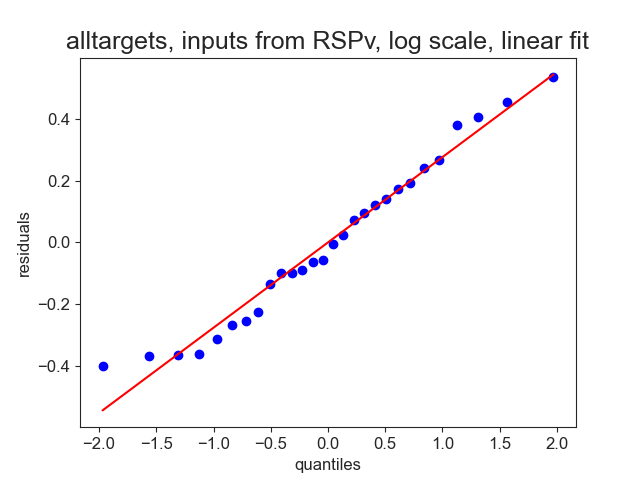 alltargets, inputs from RSPv, log scale, linear fit
residuals
0.4
0.2
0.0
−0.2
−0.4
−2.0 −1.5 −1.0 −0.5 0.0 0.5 1.0 1.5 2.0
quantiles